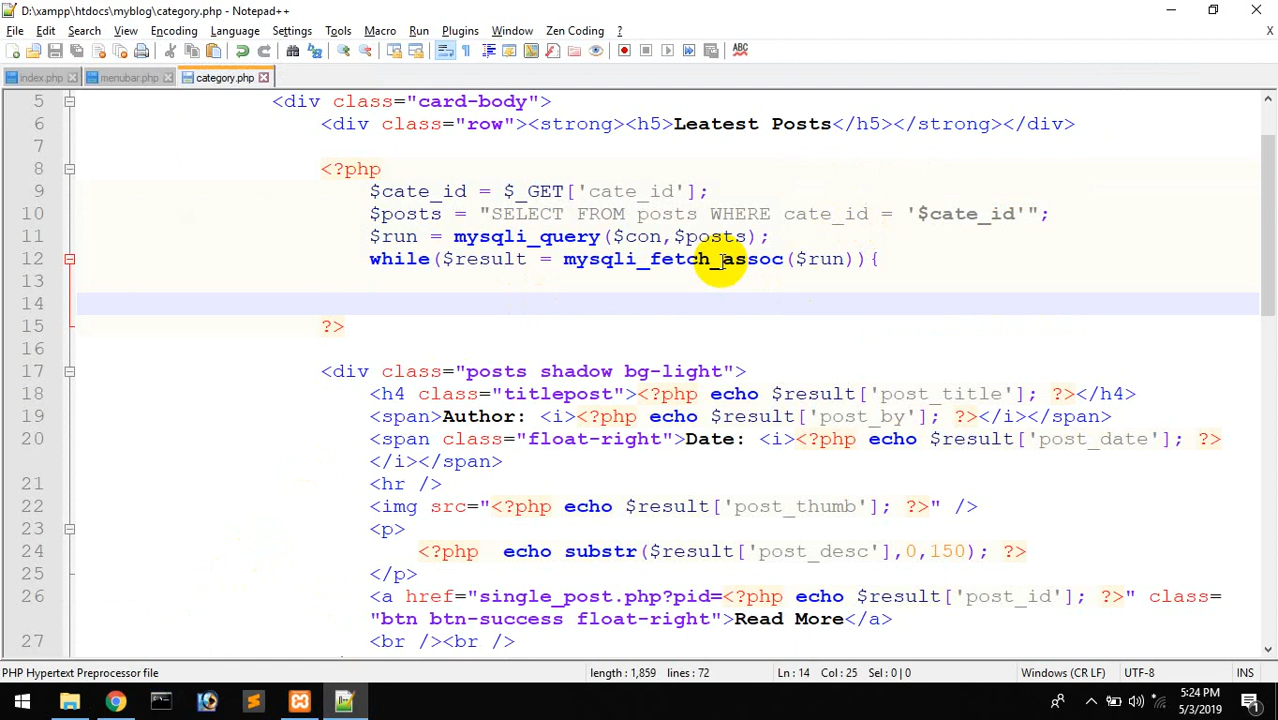 D:\xampp\htdocs\myblog\category.php - Notepad++
File Edit Search View Encoding Language Settings Tools Macro Run Plugins Window Zen Coding ? X
index.php menubar.php category.php
5 <div class="card-body">
6 <div class="row"><strong><h5>Leatest Posts</h5></strong></div>
7
8 <?php
9 $cate_id = $_GET['cate_id'];
10 $posts = "SELECT FROM posts WHERE cate_id = '$cate_id'";
11 $run = mysqli_query($con,$posts);
12 while($result = mysqli_fetch_assoc($run)){
13
14
15 ?>
16
17 <div class="posts shadow bg-light">
18 <h4 class="titlepost"><?php echo $result['post_title']; ?></h4>
19 <span>Author: <i><?php echo $result['post_by']; ?></i></span>
20 <span class="float-right">Date: <i><?php echo $result['post_date']; ?>
</i></span>
21 <hr />
22 <img src="<?php echo $result['post_thumb']; ?>" />
23 <p>
24 <?php  echo substr($result['post_desc'],0,150); ?>
25 </p>
26 <a href="single_post.php?pid=<?php echo $result['post_id']; ?>" class=
"btn btn-success float-right">Read More</a>
27 <br /><br />
PHP Hypertext Preprocessor file length : 1,859 lines : 72 Ln : 14 Col : 25 Sel : 0 | 0 Windows (CR LF) UTF-8 INS
5:24 PM
5/3/2019